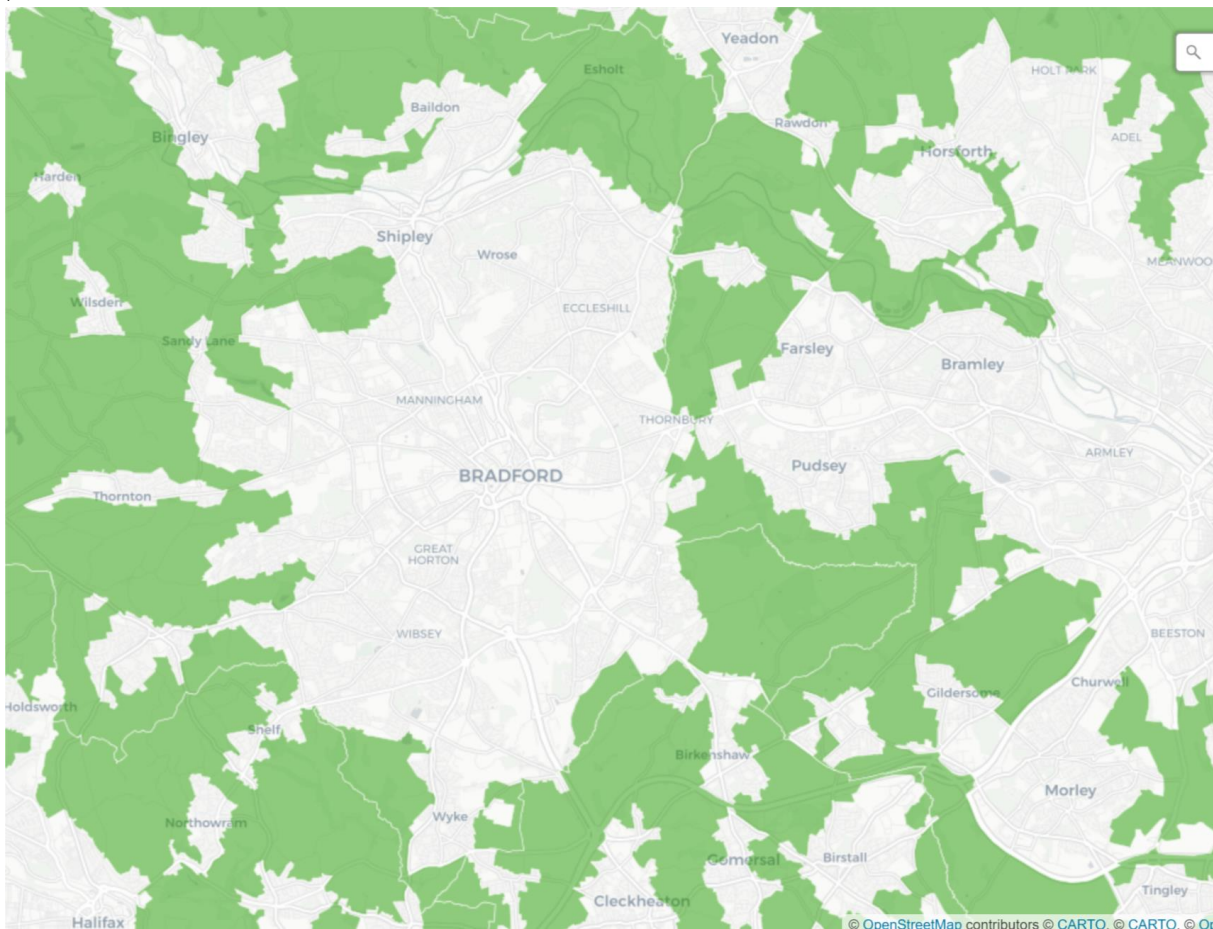 Yeadon
Esholt
HOLT PARK
Baildon
Rawdon
Bingley
ADEL
Horsforth
Harden
Shipley
Wrose
MEANWOO
Wilsden
ECCLESHILL
Sandy Lane
Farsley
Bramley
MANNINGHAM
THORNBURY
ARMLEY
BRADFORD
Pudsey
Thornton
GREAT
HORTON
WIBSEY
BEESTON
Churwell
Gildersome
Holdsworth
Shelf
Birkenshaw
Morley
Wyke
Northowram
Gomersal
Birstall
Tingley
Cleckheaton
Halifax
© OpenStreetMap contributors © CARTO, © CARTO, © Op